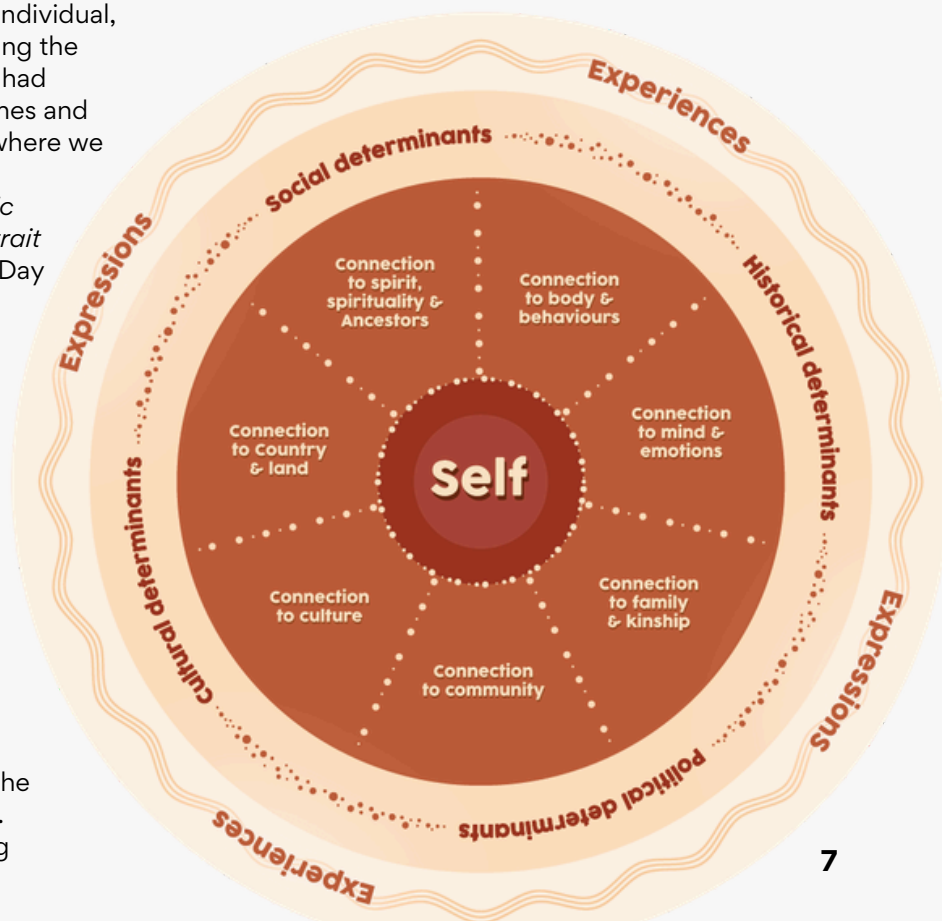 ndividual,
ng the
had
nes and
where we
ic
rait
Day
he
.
g
Experiences
Expressions
Social determinants
Historical determinants
Cultural determinants
Political determinants
Expressions
Experiences
Connection
to spirit,
spirituality &
Ancestors
Connection
to body &
behaviours
Connection
to mind &
emotions
Connection
to family
& kinship
Connection
to community
Connection
to culture
Connection
to Country
& land
Self
7